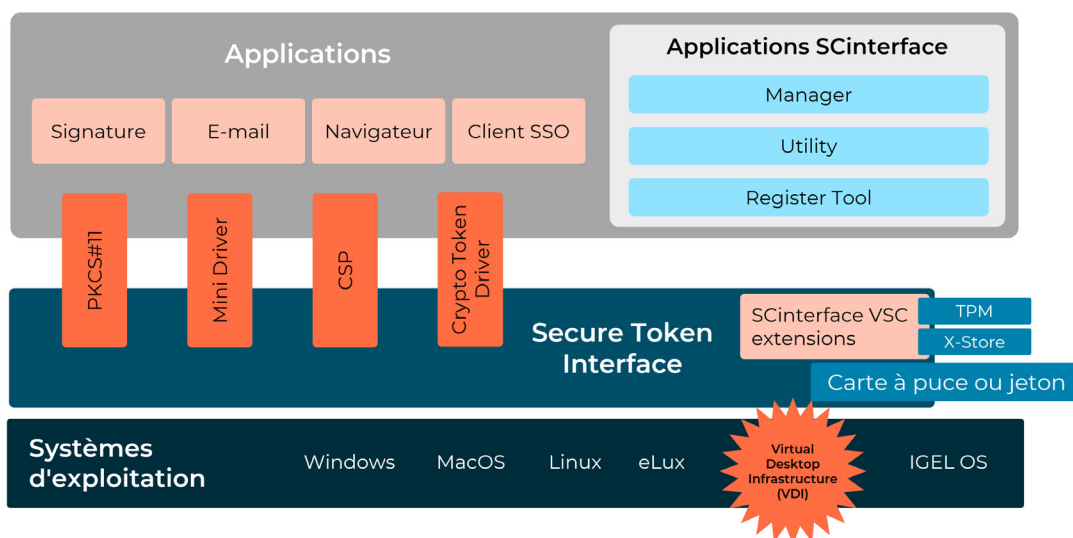 Applications
Applications SCinterface
Manager
Utility
Register Tool
Signature
E-mail
Navigateur
Client SSO
PKCS#11
Mini Driver
CSP
Crypto Token
Driver
Secure Token
Interface
SCinterface VSC
extensions
TPM
X-Store
Carte à puce ou jeton
Systèmes
d'exploitation
Windows
MacOS
Linux
eLux
Virtual
Desktop
Infrastructure
(VDI)
IGEL OS